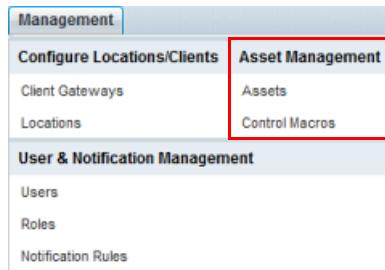 Management
Configure Locations/Clients
Asset Management
Client Gateways
Assets
Locations
Control Macros
User & Notification Management
Users
Roles
Notification Rules